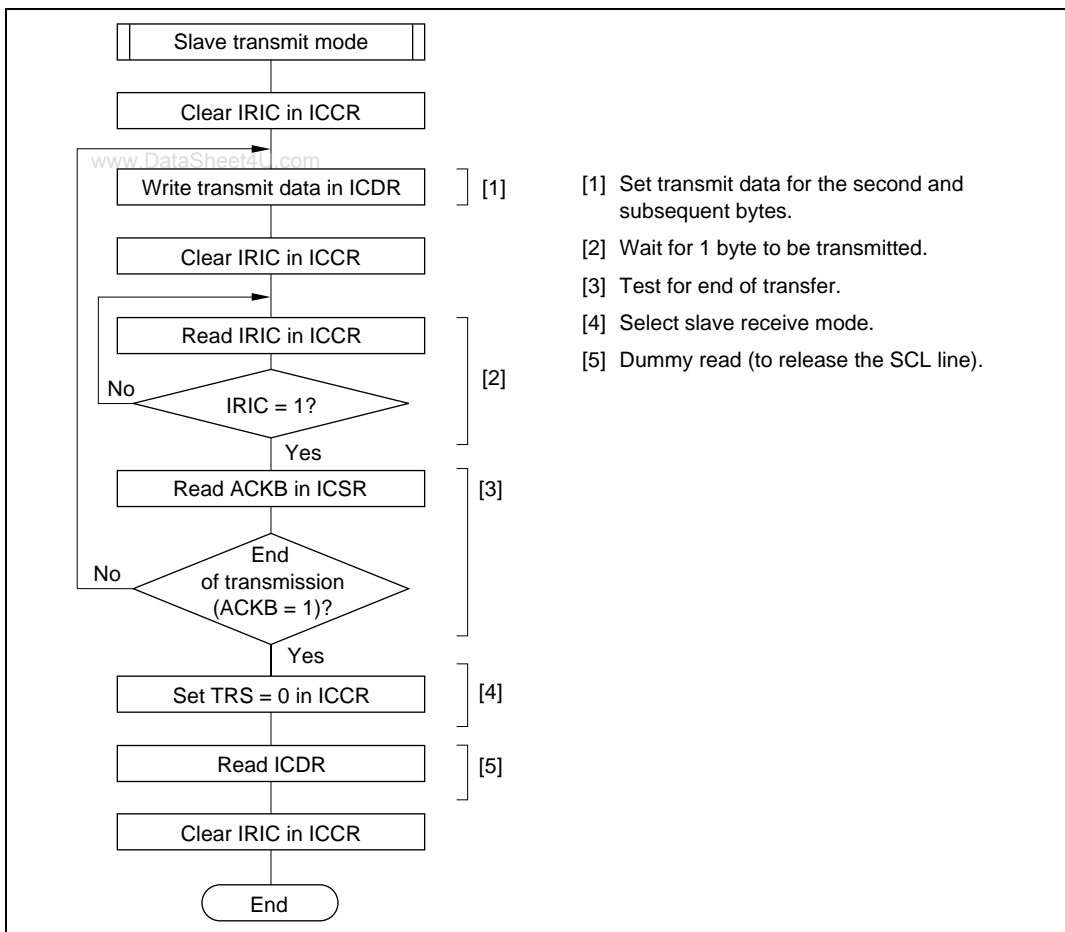 Slave transmit mode
Clear IRIC in ICCR
www.DataSheet4U.com
Write transmit data in ICDR
[1]
Clear IRIC in ICCR
Read IRIC in ICCR
[2]
No
IRIC = 1?
Yes
Read ACKB in ICSR
[3]
No
End
of transmission
(ACKB = 1)?
Yes
Set TRS = 0 in ICCR
[4]
Read ICDR
[5]
Clear IRIC in ICCR
End
[1] Set transmit data for the second and
subsequent bytes.
[2] Wait for 1 byte to be transmitted.
[3] Test for end of transfer.
[4] Select slave receive mode.
[5] Dummy read (to release the SCL line).